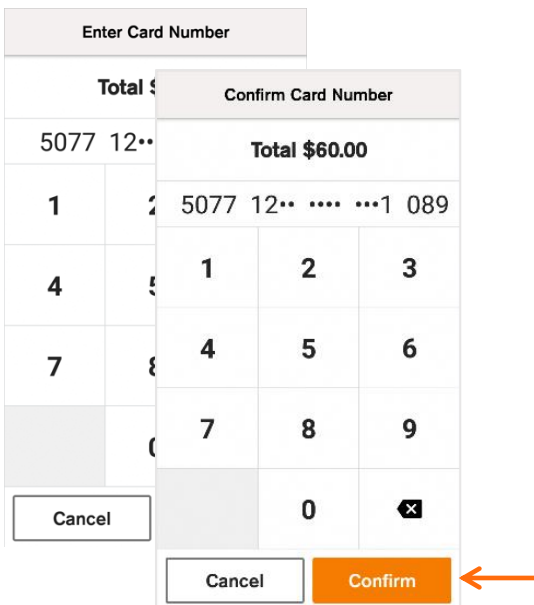 Enter Card Number
Total $
5077 12••
1
4
7
Cancel
Confirm Card Number
Total $60.00
5077 12•• •••• •••1 089
1 2 3
4 5 6
7 8 9
0
Cancel Confirm